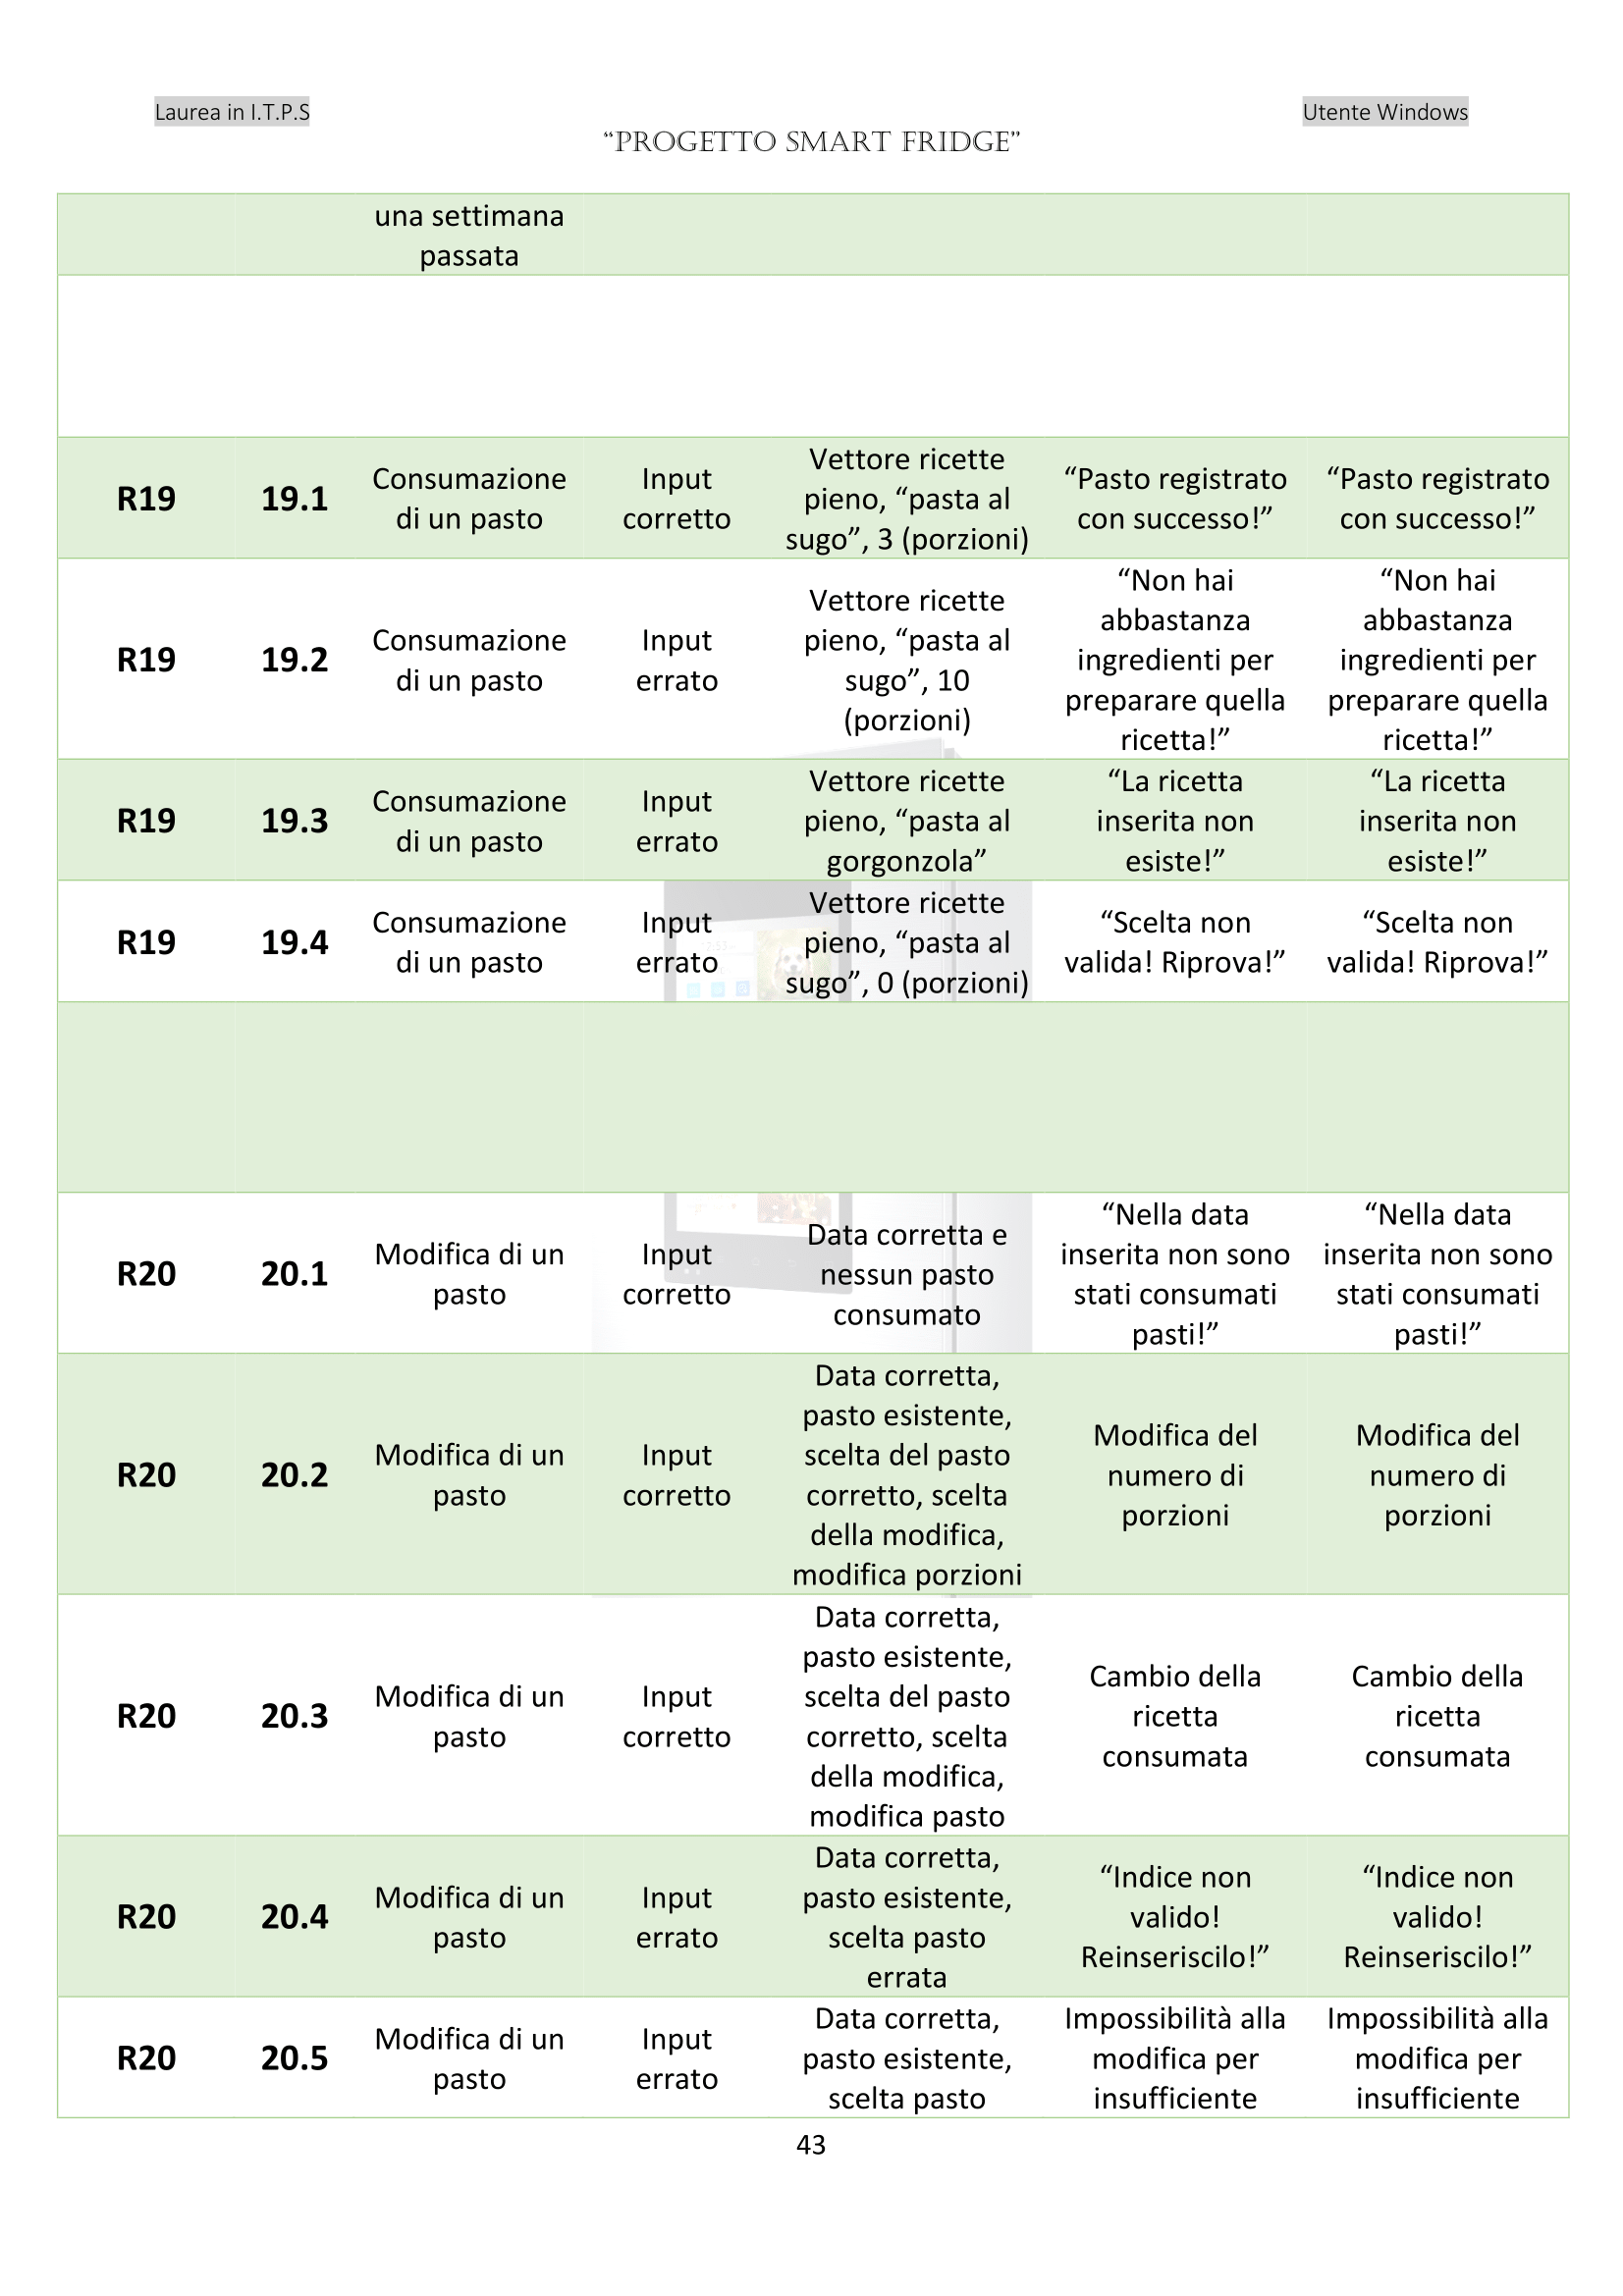 Laurea in I.T.P.S
Utente Windows
“PROGETTO SMART FRIDGE”
una settimana
passata
R19
19.1
Consumazione
di un pasto
Input
corretto
Vettore ricette
pieno, “pasta al
sugo”, 3 (porzioni)
“Pasto registrato
con successo!”
“Pasto registrato
con successo!”
R19
19.2
Consumazione
di un pasto
Input
errato
Vettore ricette
pieno, “pasta al
sugo”, 10
(porzioni)
“Non hai
abbastanza
ingredienti per
preparare quella
ricetta!”
“Non hai
abbastanza
ingredienti per
preparare quella
ricetta!”
R19
19.3
Consumazione
di un pasto
Input
errato
Vettore ricette
pieno, “pasta al
gorgonzola”
“La ricetta
inserita non
esiste!”
“La ricetta
inserita non
esiste!”
R19
19.4
Consumazione
di un pasto
Input
errato
Vettore ricette
pieno, “pasta al
sugo”, 0 (porzioni)
“Scelta non
valida! Riprova!”
“Scelta non
valida! Riprova!”
R20
20.1
Modifica di un
pasto
Input
corretto
Data corretta e
nessun pasto
consumato
“Nella data
inserita non sono
stati consumati
pasti!”
“Nella data
inserita non sono
stati consumati
pasti!”
R20
20.2
Modifica di un
pasto
Input
corretto
Data corretta,
pasto esistente,
scelta del pasto
corretto, scelta
della modifica,
modifica porzioni
Modifica del
numero di
porzioni
Modifica del
numero di
porzioni
R20
20.3
Modifica di un
pasto
Input
corretto
Data corretta,
pasto esistente,
scelta del pasto
corretto, scelta
della modifica,
modifica pasto
Cambio della
ricetta
consumata
Cambio della
ricetta
consumata
R20
20.4
Modifica di un
pasto
Input
errato
Data corretta,
pasto esistente,
scelta pasto
errata
“Indice non
valido!
Reinseriscilo!”
“Indice non
valido!
Reinseriscilo!”
R20
20.5
Modifica di un
pasto
Input
errato
Data corretta,
pasto esistente,
scelta pasto
Impossibilità alla
modifica per
insufficiente
Impossibilità alla
modifica per
insufficiente
43